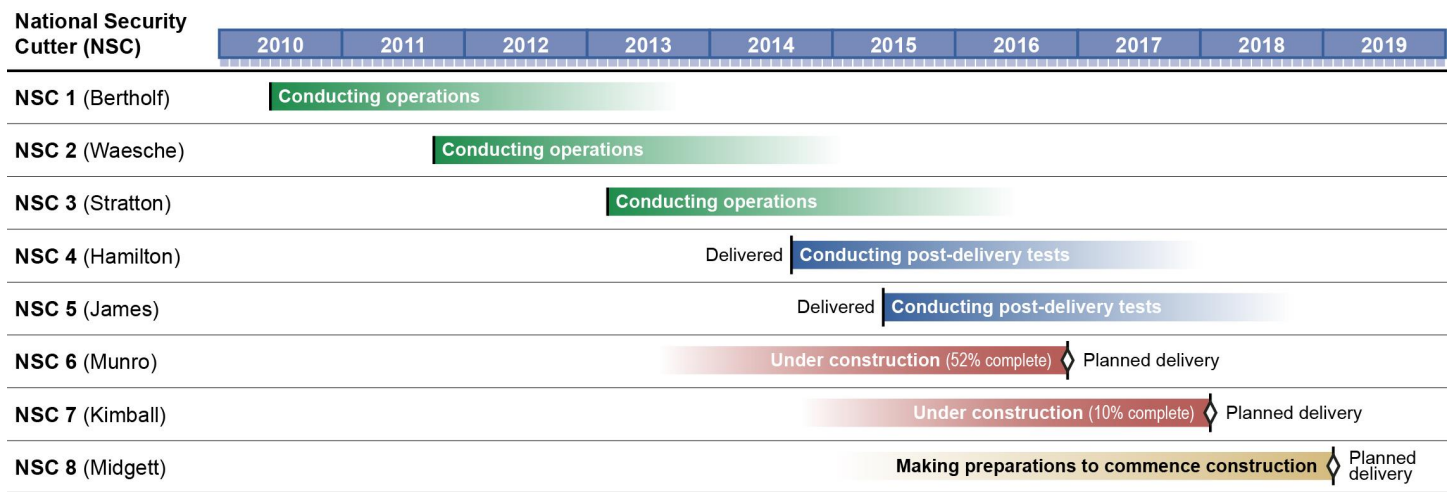 National Security
Cutter (NSC)
2010 2011 2012 2013 2014 2015 2016 2017 2018 2019
NSC 1 (Bertholf) Conducting operations
NSC 2 (Waesche) Conducting operations
NSC 3 (Stratton) Conducting operations
NSC 4 (Hamilton) Delivered Conducting post-delivery tests
NSC 5 (James) Delivered Conducting post-delivery tests
NSC 6 (Munro) Under construction (52% complete) Planned delivery
NSC 7 (Kimball) Under construction (10% complete) Planned delivery
NSC 8 (Midgett) Making preparations to commence construction Planned
delivery